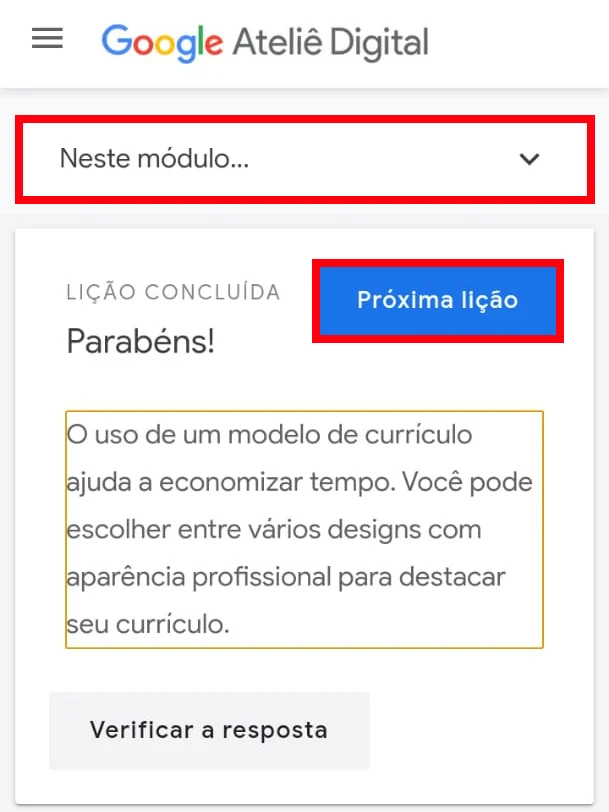 Google Ateliê Digital
Neste módulo...
LIÇÃO CONCLUÍDA
Próxima lição
Parabéns!
O uso de um modelo de currículo
ajuda a economizar tempo. Você pode
escolher entre vários designs com
aparência profissional para destacar
seu currículo.
Verificar a resposta